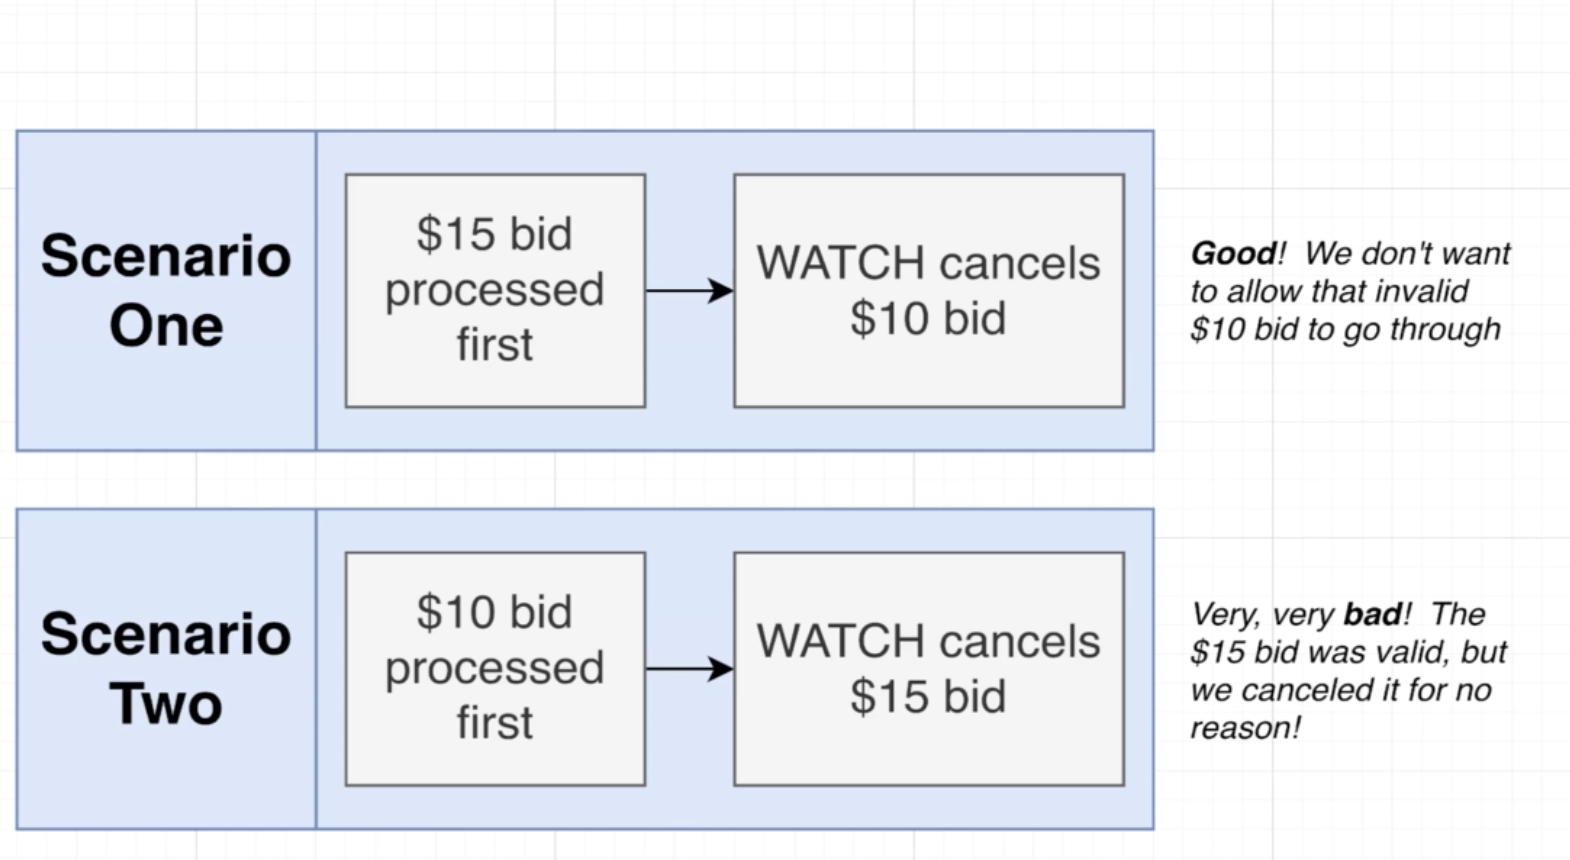 Scenario
One
$15 bid
processed
first
WATCH cancels
$10 bid
Good!  We don't want
to allow that invalid
$10 bid to go through
Scenario
Two
$10 bid
processed
first
WATCH cancels
$15 bid
Very, very bad!  The
$15 bid was valid, but
we canceled it for no
reason!